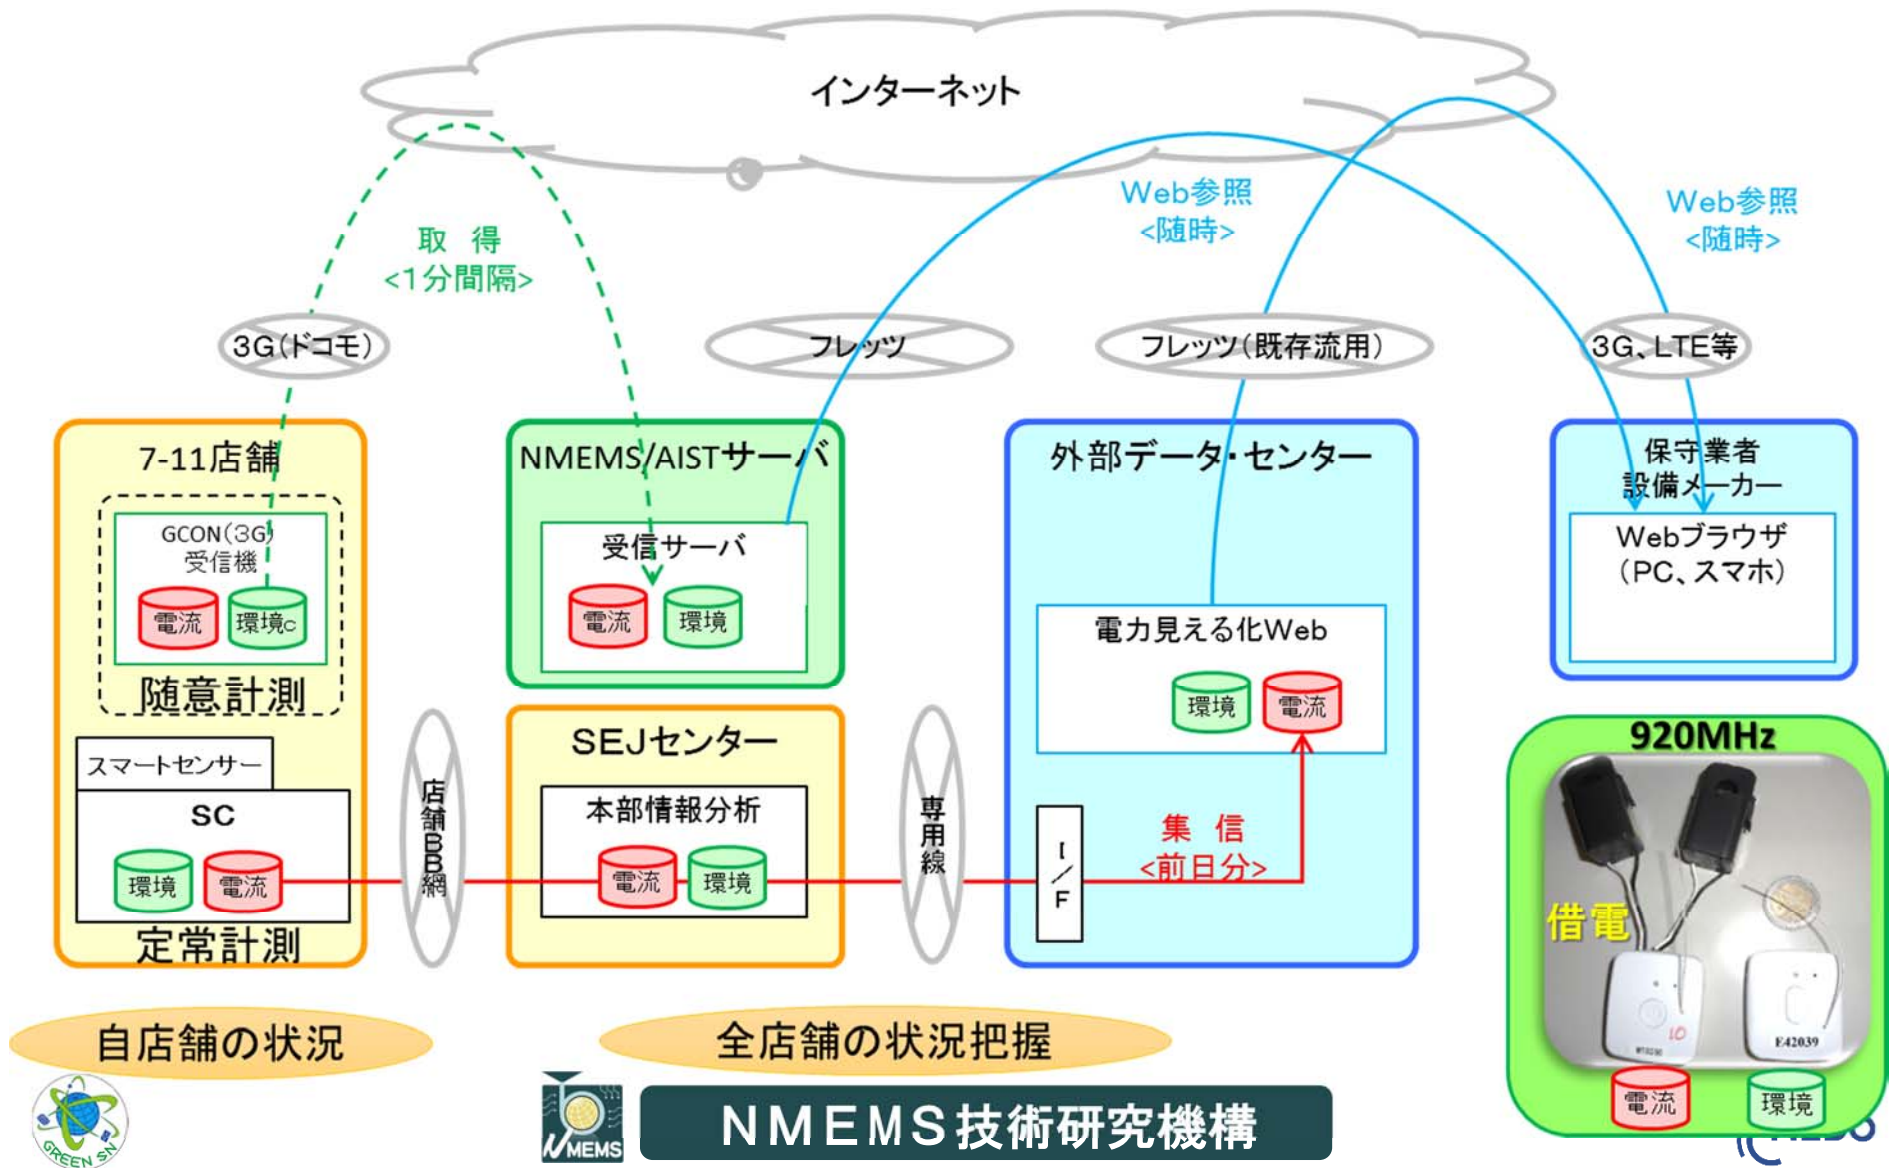 インターネット
Web参照
<随時>
Web参照
<随時>
取 得
<1分間隔>
3G(ドコモ)
フレッツ
フレッツ(既存流用)
3G、LTE等
7-11店舗
GCON(3G)
受信機
電流
環境c
随意計測
スマートセンサー
SC
環境
電流
定常計測
店舗BB網
NMEMS/AISTサーバ
受信サーバ
電流
環境
SEJセンター
本部情報分析
電流
環境
専用線
外部データ・センター
電力見える化Web
環境
電流
I/F
集 信
<前日分>
保守業者
設備メーカー
Webブラウザ
(PC、スマホ)
920MHz
借電
10
E42039
電流
環境
自店舗の状況
全店舗の状況把握
GREEN SN
NMEMS
NMEMS技術研究機構